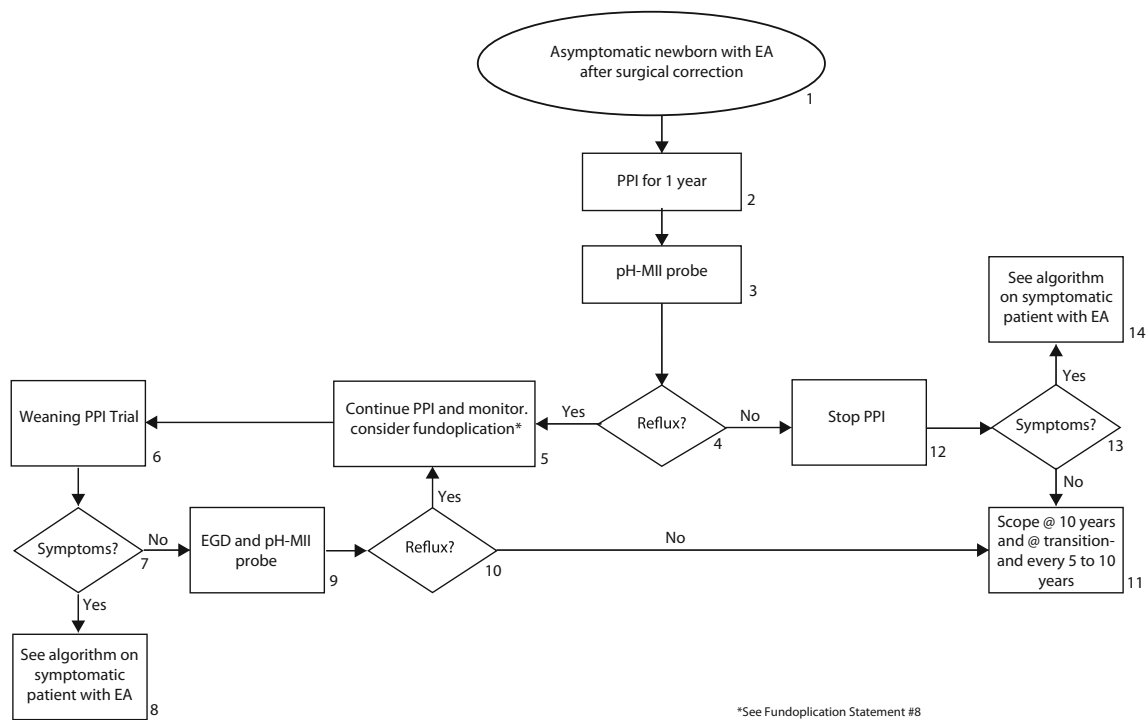 Asymptomatic newborn with EA
after surgical correction
1
PPI for 1 year
2
pH-MII probe
3
Reflux?
4
Yes
No
Continue PPI and monitor.
consider fundoplication*
5
Weaning PPI Trial
6
Symptoms?
7
Yes
No
See algorithm on
symptomatic
patient with EA
8
EGD and pH-MII
probe
9
Reflux?
10
Yes
No
Scope @ 10 years
and @ transition-
and every 5 to 10
years
11
Stop PPI
12
Symptoms?
13
Yes
No
See algorithm
on symptomatic
patient with EA
14
*See Fundoplication Statement #8